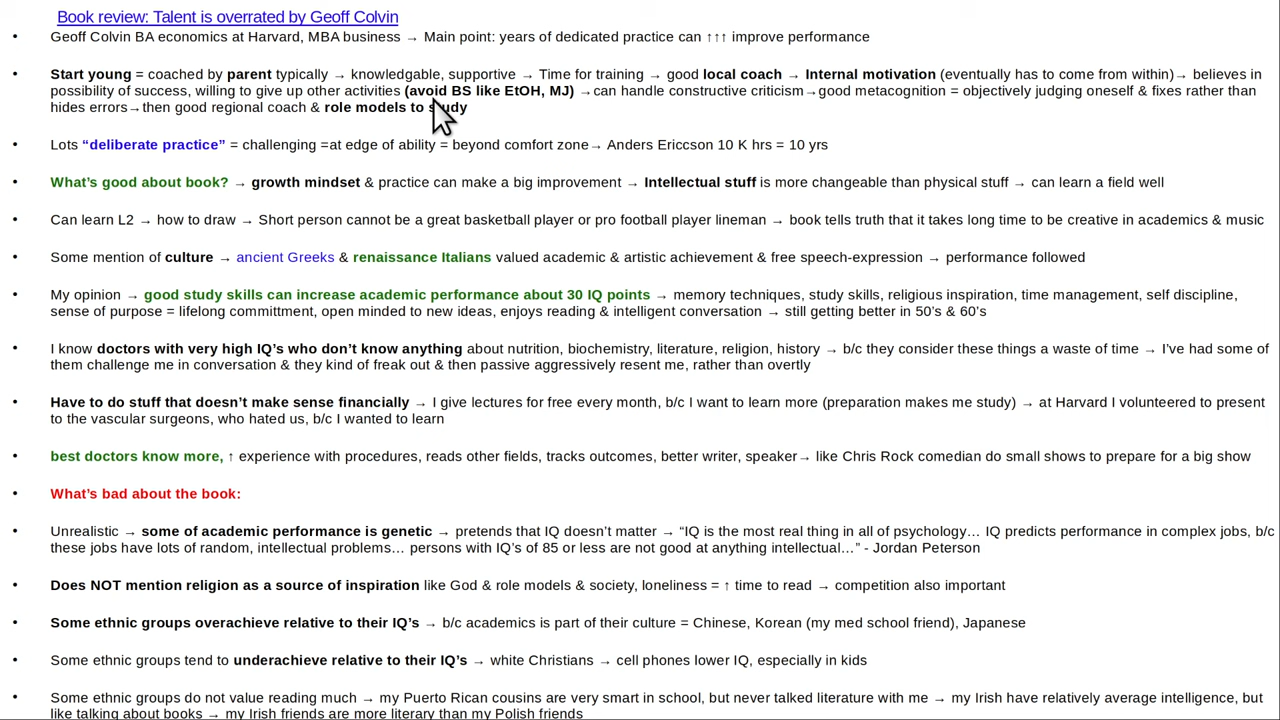 Book review: Talent is overrated by Geoff Colvin
• Geoff Colvin BA economics at Harvard, MBA business → Main point: years of dedicated practice can ↑↑↑ improve performance
• Start young = coached by parent typically → knowledgable, supportive → Time for training → good local coach → Internal motivation (eventually has to come from within)→ believes in
possibility of success, willing to give up other activities (avoid BS like EtOH, MJ) →can handle constructive criticism→good metacognition = objectively judging oneself & fixes rather than
hides errors→then good regional coach & role models to study
• Lots “deliberate practice” = challenging =at edge of ability = beyond comfort zone→ Anders Ericcson 10 K hrs = 10 yrs
• What’s good about book? → growth mindset & practice can make a big improvement → Intellectual stuff is more changeable than physical stuff → can learn a field well
• Can learn L2 → how to draw → Short person cannot be a great basketball player or pro football player lineman → book tells truth that it takes long time to be creative in academics & music
• Some mention of culture → ancient Greeks & renaissance Italians valued academic & artistic achievement & free speech-expression → performance followed
• My opinion → good study skills can increase academic performance about 30 IQ points → memory techniques, study skills, religious inspiration, time management, self discipline,
sense of purpose = lifelong committment, open minded to new ideas, enjoys reading & intelligent conversation → still getting better in 50’s & 60’s
• I know doctors with very high IQ’s who don’t know anything about nutrition, biochemistry, literature, religion, history → b/c they consider these things a waste of time → I’ve had some of
them challenge me in conversation & they kind of freak out & then passive aggressively resent me, rather than overtly
• Have to do stuff that doesn’t make sense financially → I give lectures for free every month, b/c I want to learn more (preparation makes me study) → at Harvard I volunteered to present
to the vascular surgeons, who hated us, b/c I wanted to learn
• best doctors know more, ↑ experience with procedures, reads other fields, tracks outcomes, better writer, speaker→ like Chris Rock comedian do small shows to prepare for a big show
• What’s bad about the book:
• Unrealistic → some of academic performance is genetic → pretends that IQ doesn’t matter → “IQ is the most real thing in all of psychology… IQ predicts performance in complex jobs, b/c
these jobs have lots of random, intellectual problems… persons with IQ’s of 85 or less are not good at anything intellectual…” - Jordan Peterson
• Does NOT mention religion as a source of inspiration like God & role models & society, loneliness = ↑ time to read → competition also important
• Some ethnic groups overachieve relative to their IQ’s → b/c academics is part of their culture = Chinese, Korean (my med school friend), Japanese
• Some ethnic groups tend to underachieve relative to their IQ’s → white Christians → cell phones lower IQ, especially in kids
• Some ethnic groups do not value reading much → my Puerto Rican cousins are very smart in school, but never talked literature with me → my Irish have relatively average intelligence, but
like talking about books → my Irish friends are more literary than my Polish friends